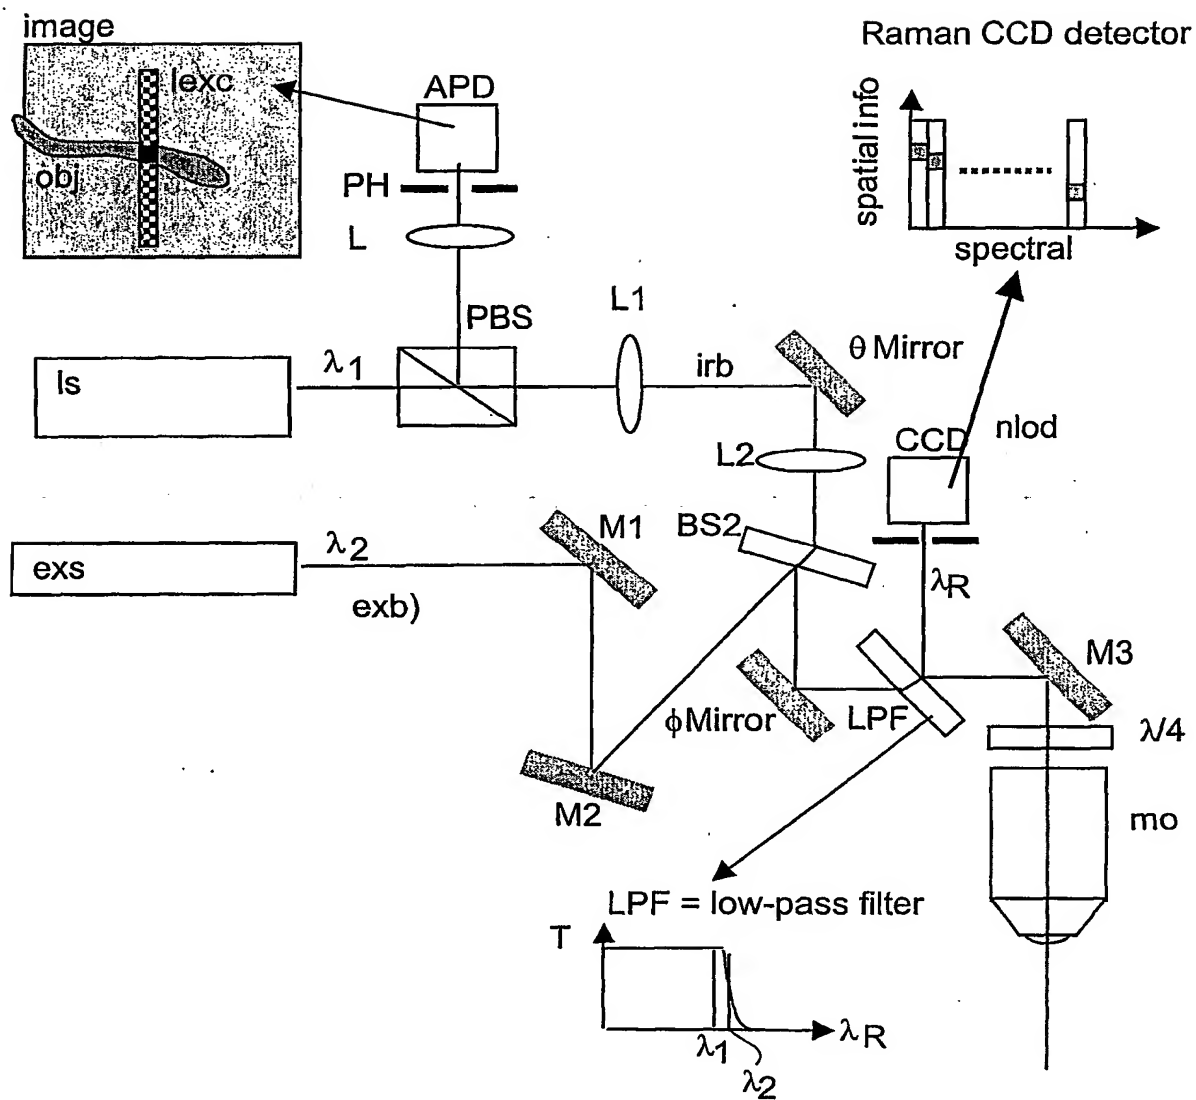 image
Raman CCD detector
lexc
APD
spatial info
obj
PH
L
spectral
PBS
L1
θ Mirror
ls
λ1
irb
nlod
CCD
L2
M1
BS2
exs
λ2
λR
exb)
M3
ϕ Mirror
LPF
λ/4
M2
mo
LPF = low-pass filter
T
λ1
λR
λ2